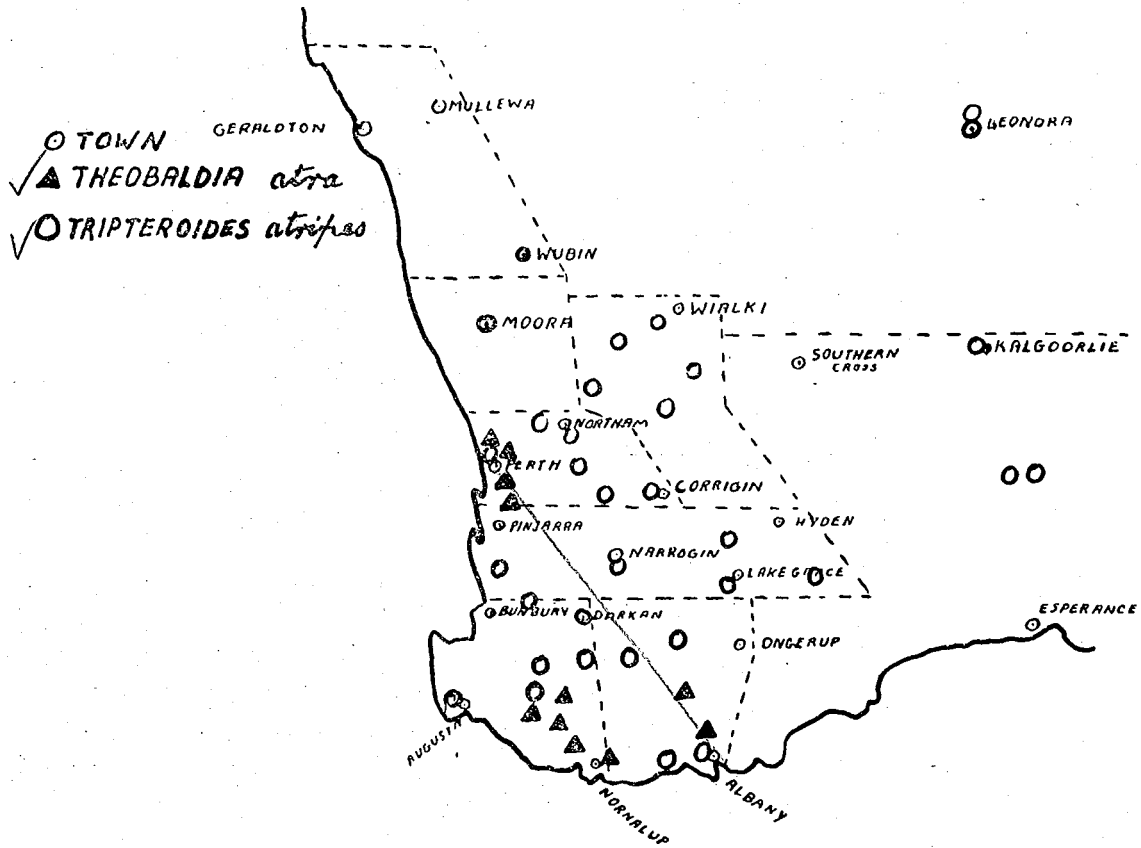 MULLEWA
GERALDTON
LEONORA
TOWN
THEOBALDIA atra
TRIPTEROIDES atripes
WUBIN
WIALKI
MOORA
KALGOORLIE
SOUTHERN
CROSS
NORTHAM
PERTH
CORRIGIN
PINJARRA
HYDEN
NARROGIN
LAKE GRACE
BUNBURY
DARKAN
ESPERANCE
ONGERUP
AUGUSTA
ALBANY
NORNALUP